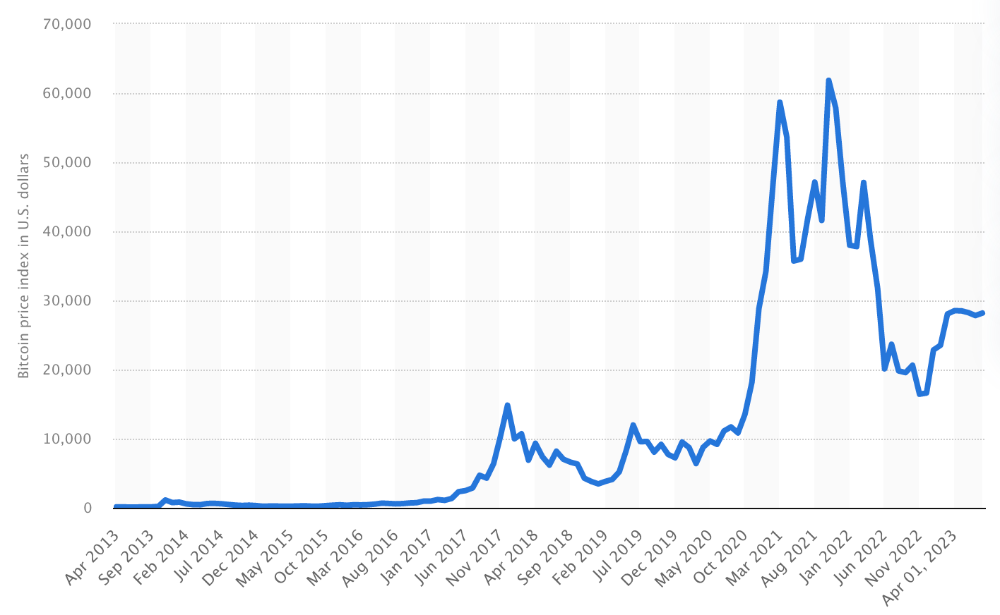 70,000
60,000
50,000
40,000
30,000
20,000
10,000
0
Bitcoin price index in U.S. dollars
Apr 2013
Sep 2013
Feb 2014
Jul 2014
Dec 2014
May 2015
Oct 2015
Mar 2016
Aug 2016
Jan 2017
Jun 2017
Nov 2017
Apr 2018
Sep 2018
Feb 2019
Jul 2019
Dec 2019
May 2020
Oct 2020
Mar 2021
Aug 2021
Jan 2022
Jun 2022
Nov 2022
Apr 01, 2023